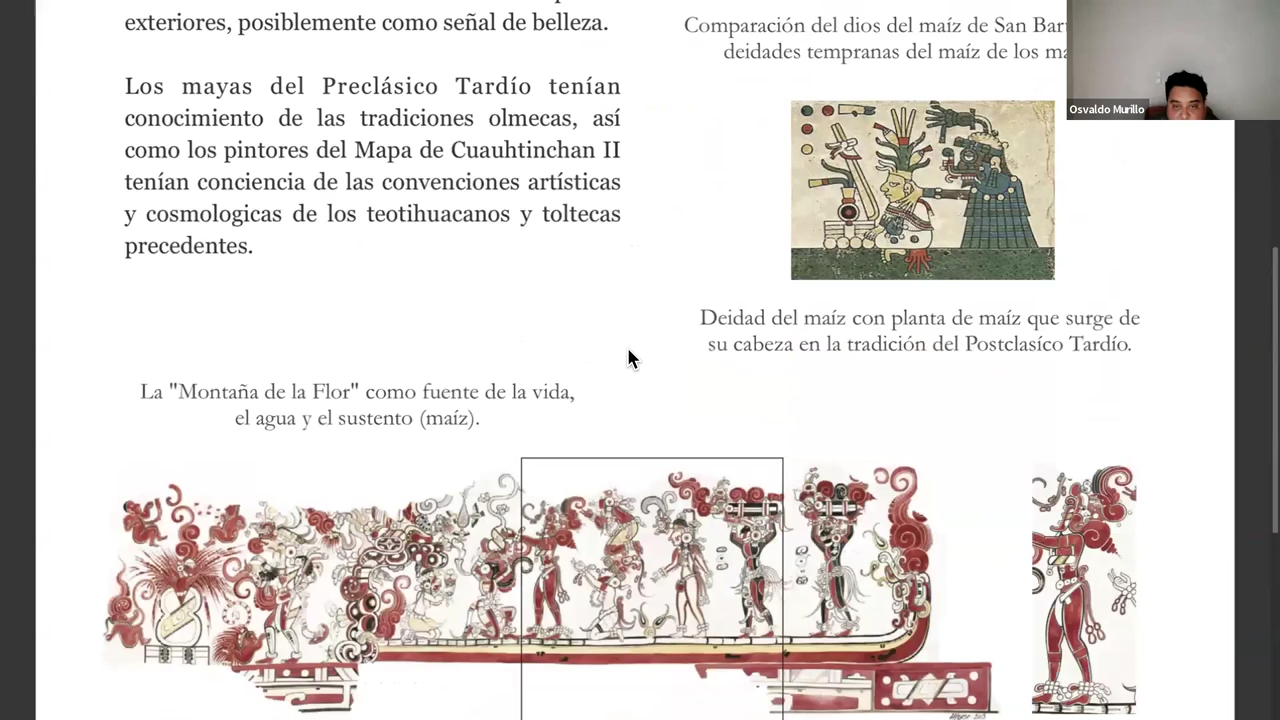 exteriores, posiblemente como señal de belleza.
Los mayas del Preclásico Tardío tenían
conocimiento de las tradiciones olmecas, así
como los pintores del Mapa de Cuauhtinchan II
tenían conciencia de las convenciones artísticas
y cosmologicas de los teotihuacanos y toltecas
precedentes.
La "Montaña de la Flor" como fuente de la vida,
el agua y el sustento (maíz).
Comparación del dios del maíz de San
deidades tempranas del maíz de los
Osvaldo Murillo
Deidad del maíz con planta de maíz que surge de
su cabeza en la tradición del Postclasíco Tardío.